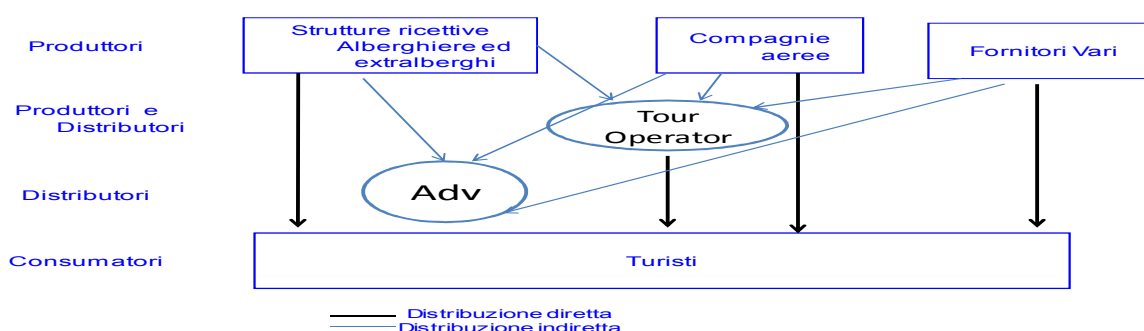 Produttori
Strutture ricettive
Alberghiere ed
extralberghi
Compagnie
aeree
Fornitori Vari
Produttori e
Distributori
Tour
Operator
Distributori
Adv
Consumatori
Turisti
Distribuzione diretta
Distribuzione indiretta